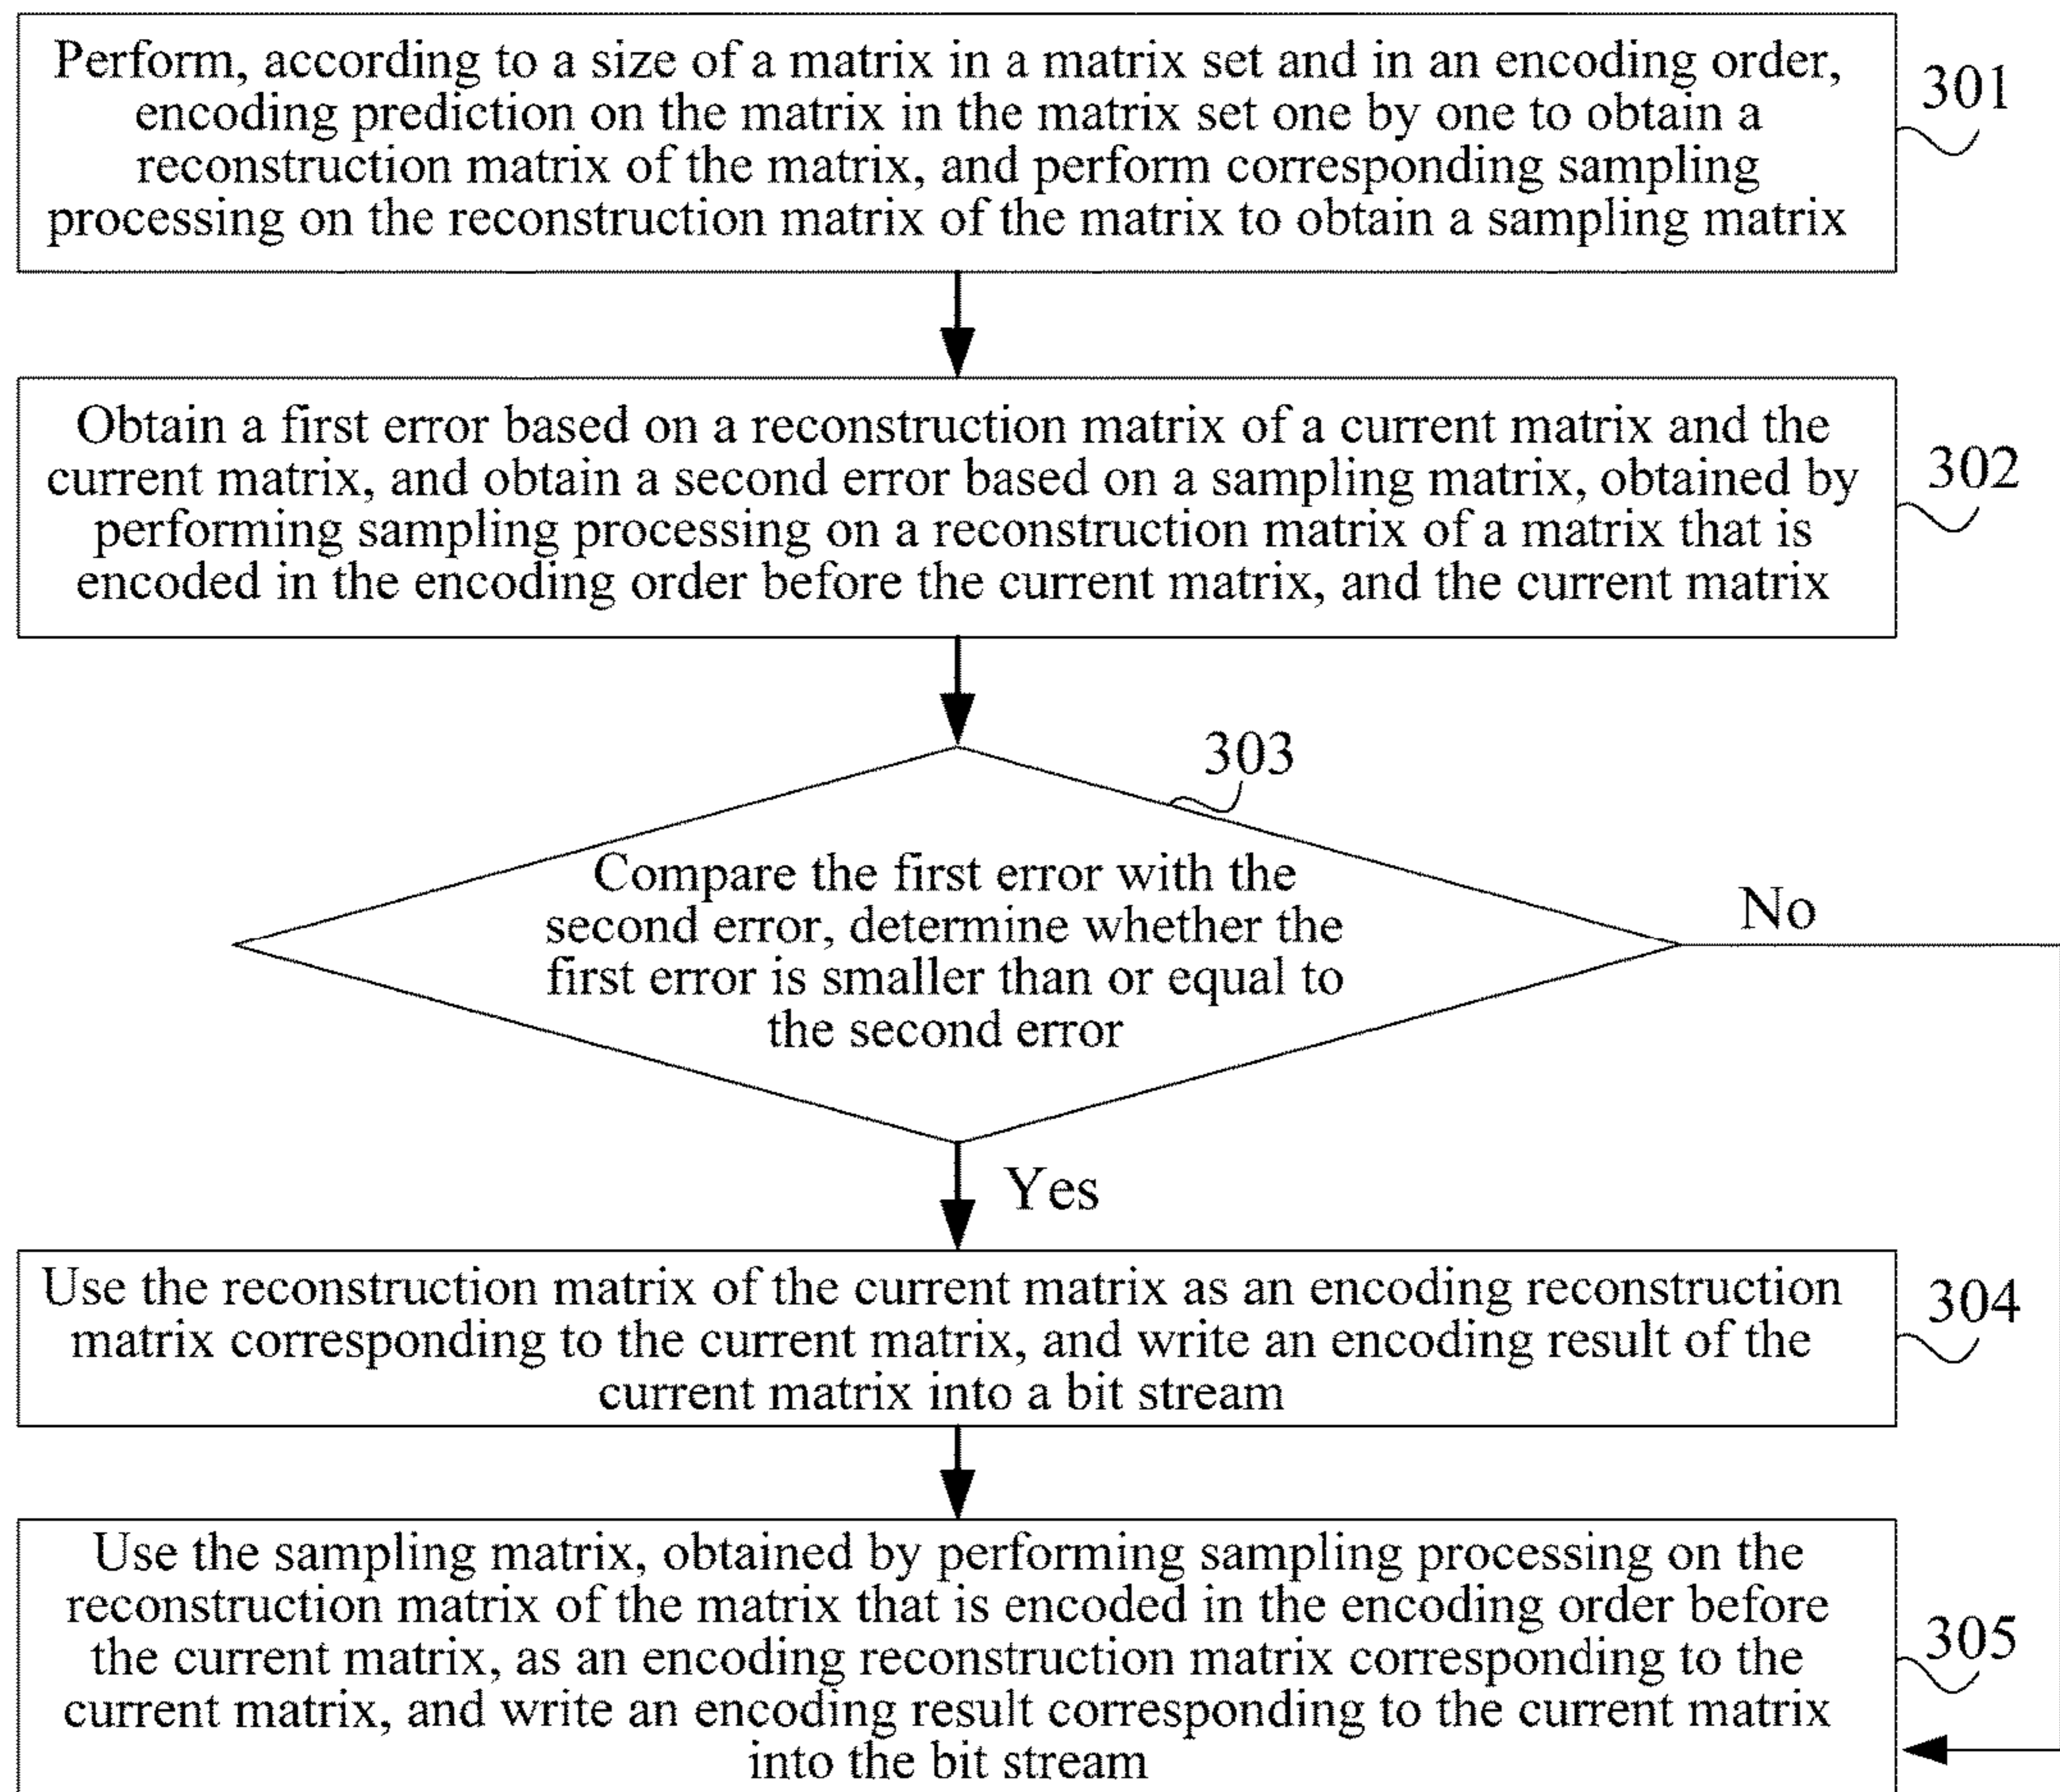 Perform, according to a size of a matrix in a matrix set and in an encoding order,
encoding prediction on the matrix in the matrix set one by one to obtain a
reconstruction matrix of the matrix, and perform corresponding sampling
processing on the reconstruction matrix of the matrix to obtain a sampling matrix
301
Obtain a first error based on a reconstruction matrix of a current matrix and the
current matrix, and obtain a second error based on a sampling matrix, obtained by
performing sampling processing on a reconstruction matrix of a matrix that is
encoded in the encoding order before the current matrix, and the current matrix
302
303
Compare the first error with the
second error, determine whether the
first error is smaller than or equal to
the second error
No
Yes
Use the reconstruction matrix of the current matrix as an encoding reconstruction
matrix corresponding to the current matrix, and write an encoding result of the
current matrix into a bit stream
304
Use the sampling matrix, obtained by performing sampling processing on the
reconstruction matrix of the matrix that is encoded in the encoding order before
the current matrix, as an encoding reconstruction matrix corresponding to the
current matrix, and write an encoding result corresponding to the current matrix
into the bit stream
305